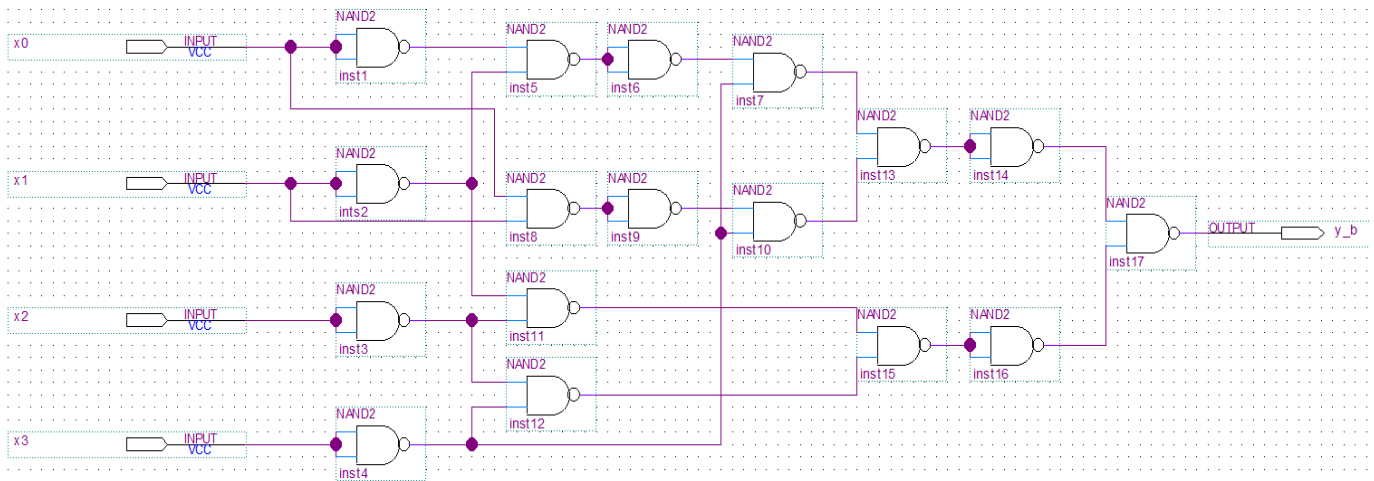 NAND2
x0 INPUT VCC
inst1
NAND2
inst5
NAND2
inst6
NAND2
inst7
NAND2
inst13
NAND2
inst14
x1 INPUT VCC
NAND2
ints2
NAND2
inst8
NAND2
inst9
NAND2
inst10
NAND2
inst17
OUTPUT y_b
x2 INPUT VCC
NAND2
inst3
NAND2
inst11
NAND2
inst12
NAND2
inst15
NAND2
inst16
x3 INPUT VCC
NAND2
inst4